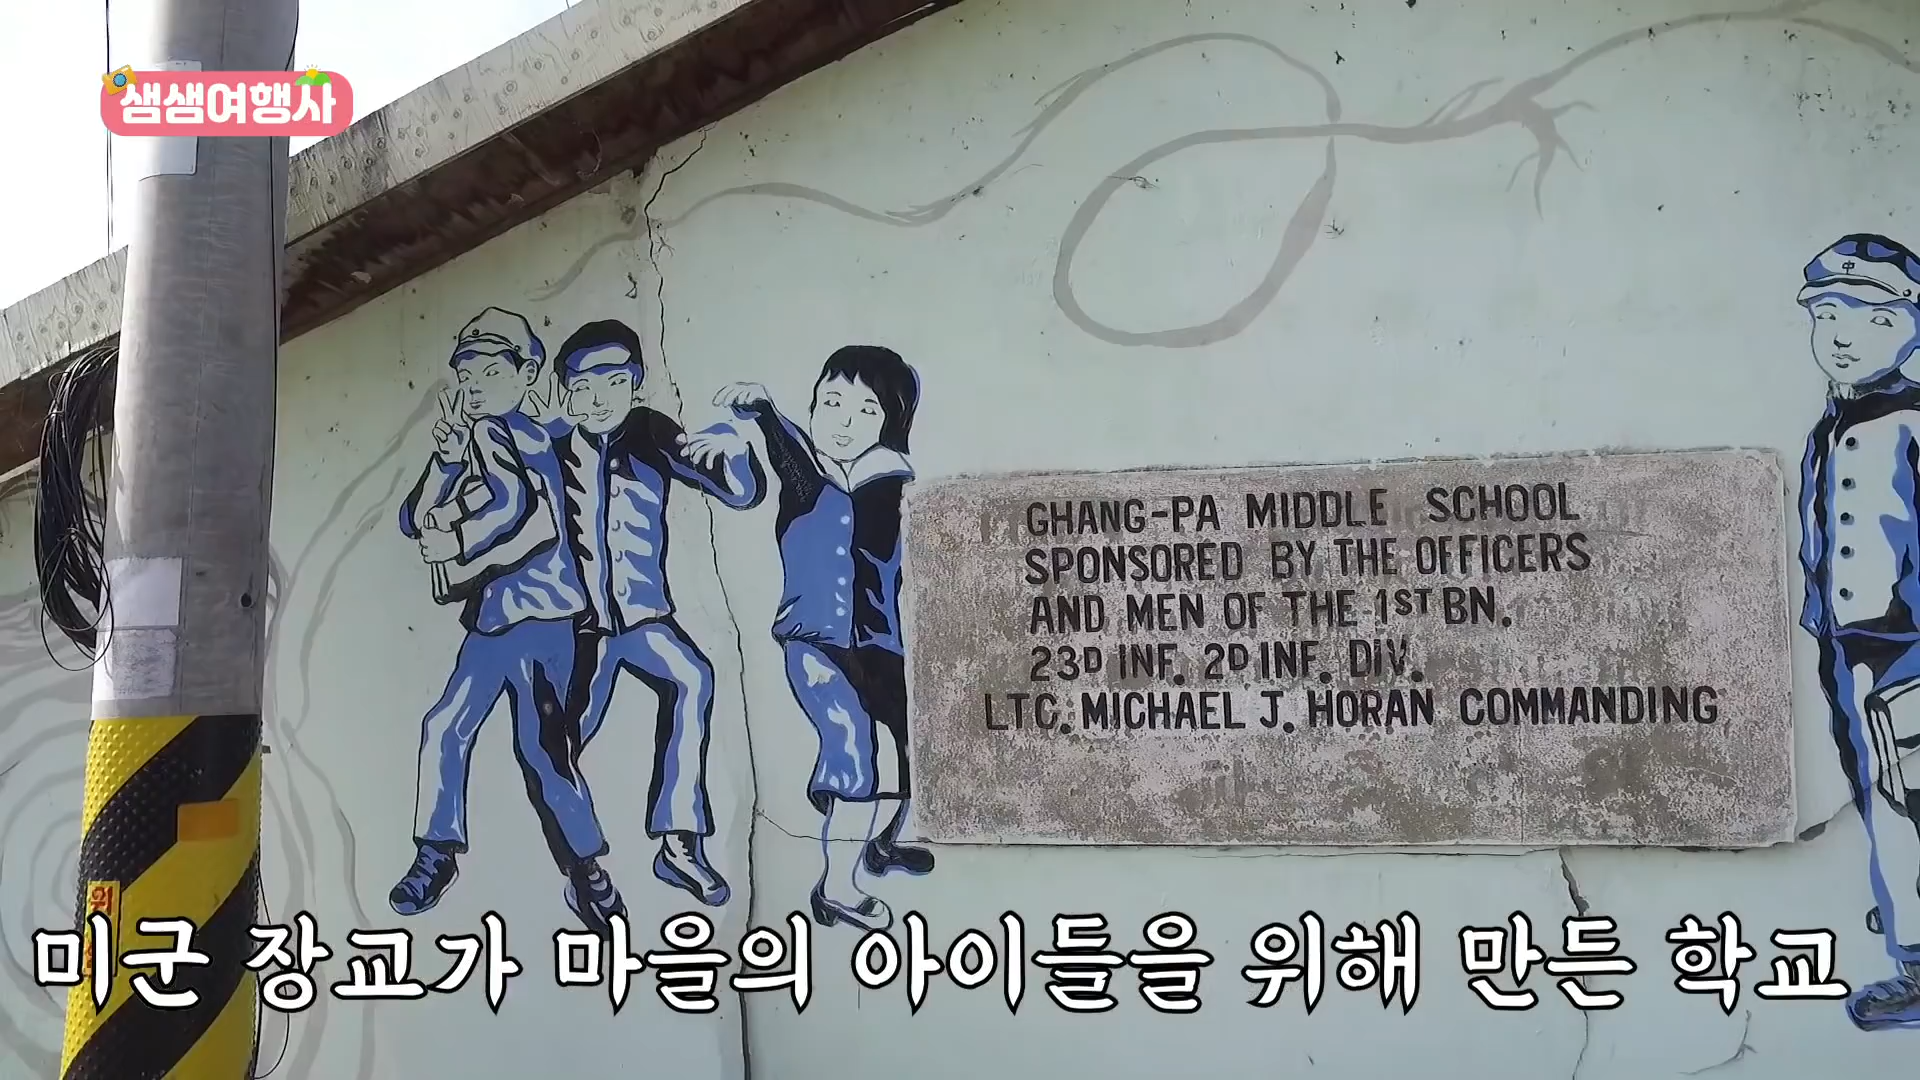 샘샘여행사
中
GHANG-PA MIDDLE SCHOOL
SPONSORED BY THE OFFICERS
AND MEN OF THE 1ST BN.
23D INF. 2D INF. DIV.
LTC. MICHAEL J. HORAN COMMANDING
미군 장교가 마을의 아이들을 위해 만든 학교